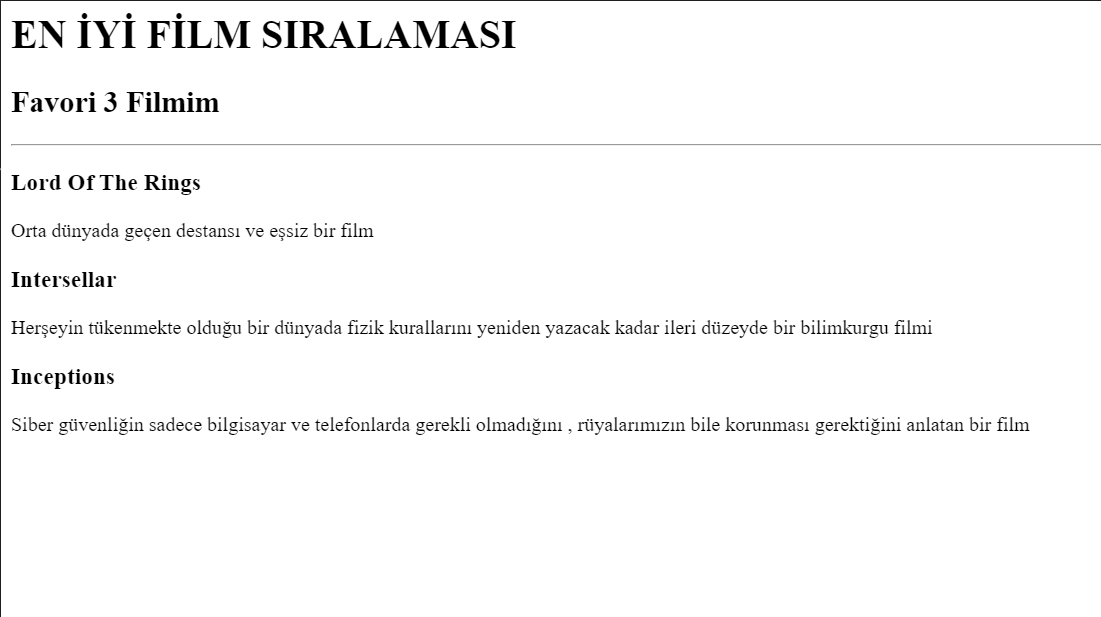 EN İYİ FİLM SIRALAMASI
Favori 3 Filmim
Lord Of The Rings
Orta dünyada geçen destansı ve eşsiz bir film
Intersellar
Herşeyin tükenmekte olduğu bir dünyada fizik kurallarını yeniden yazacak kadar ileri düzeyde bir bilimkurgu filmi
Inceptions
Siber güvenliğin sadece bilgisayar ve telefonlarda gerekli olmadığını , rüyalarımızın bile korunması gerektiğini anlatan bir film